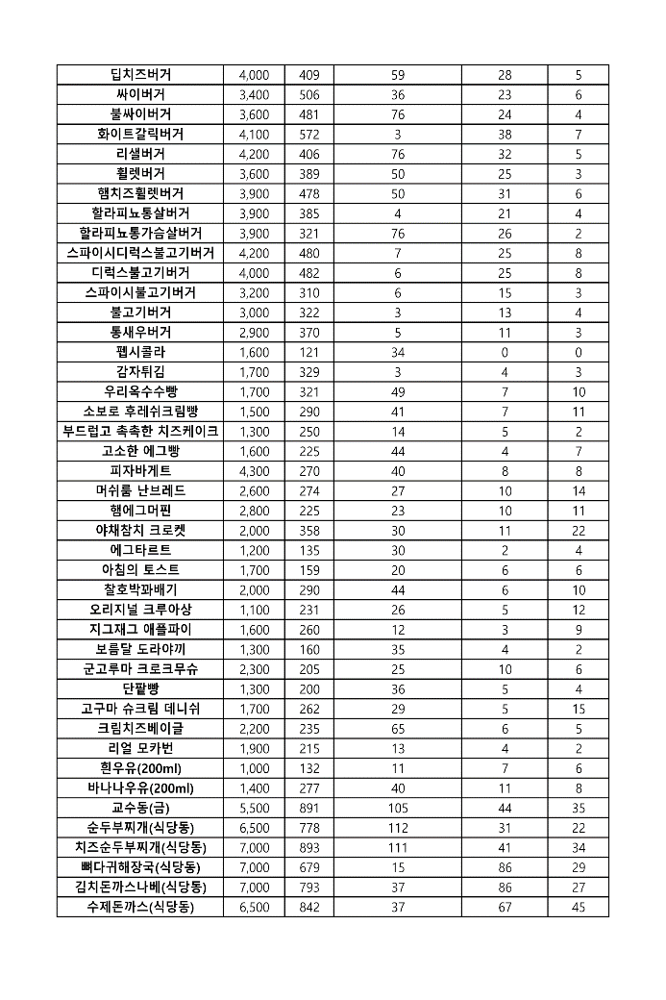 딥치즈버거 4,000 409 59 28 5
싸이버거 3,400 506 36 23 6
불싸이버거 3,600 481 76 24 4
화이트갈릭버거 4,100 572 3 38 7
리샐버거 4,200 406 76 32 5
휠렛버거 3,600 389 50 25 3
햄치즈휠렛버거 3,900 478 50 31 6
할라피뇨통살버거 3,900 385 4 21 4
할라피뇨통가슴살버거 3,900 321 76 26 2
스파이시디럭스불고기버거 4,200 480 7 25 8
디럭스불고기버거 4,000 482 6 25 8
스파이시불고기버거 3,200 310 6 15 3
불고기버거 3,000 322 3 13 4
통새우버거 2,900 370 5 11 3
펩시콜라 1,600 121 34 0 0
감자튀김 1,700 329 3 4 3
우리옥수수빵 1,700 321 49 7 10
소보로 후레쉬크림빵 1,500 290 41 7 11
부드럽고 촉촉한 치즈케이크 1,300 250 14 5 2
고소한 에그빵 1,600 225 44 4 7
피자바게트 4,300 270 40 8 8
머쉬룸 난브레드 2,600 274 27 10 14
햄에그머핀 2,800 225 23 10 11
야채참치 크로켓 2,000 358 30 11 22
에그타르트 1,200 135 30 2 4
아침의 토스트 1,700 159 20 6 6
찰호박꽈배기 2,000 290 44 6 10
오리지널 크루아상 1,100 231 26 5 12
지그재그 애플파이 1,600 260 12 3 9
보름달 도라야끼 1,300 160 35 4 2
군고루마 크로크무슈 2,300 205 25 10 6
단팥빵 1,300 200 36 5 4
고구마 슈크림 데니쉬 1,700 262 29 5 15
크림치즈베이글 2,200 235 65 6 5
리얼 모카번 1,900 215 13 4 2
흰우유(200ml) 1,000 132 11 7 6
바나나우유(200ml) 1,400 277 40 11 8
교수동(금) 5,500 891 105 44 35
순두부찌개(식당동) 6,500 778 112 31 22
치즈순두부찌개(식당동) 7,000 893 111 41 34
뼈다귀해장국(식당동) 7,000 679 15 86 29
김치돈까스나베(식당동) 7,000 793 37 86 27
수제돈까스(식당동) 6,500 842 37 67 45